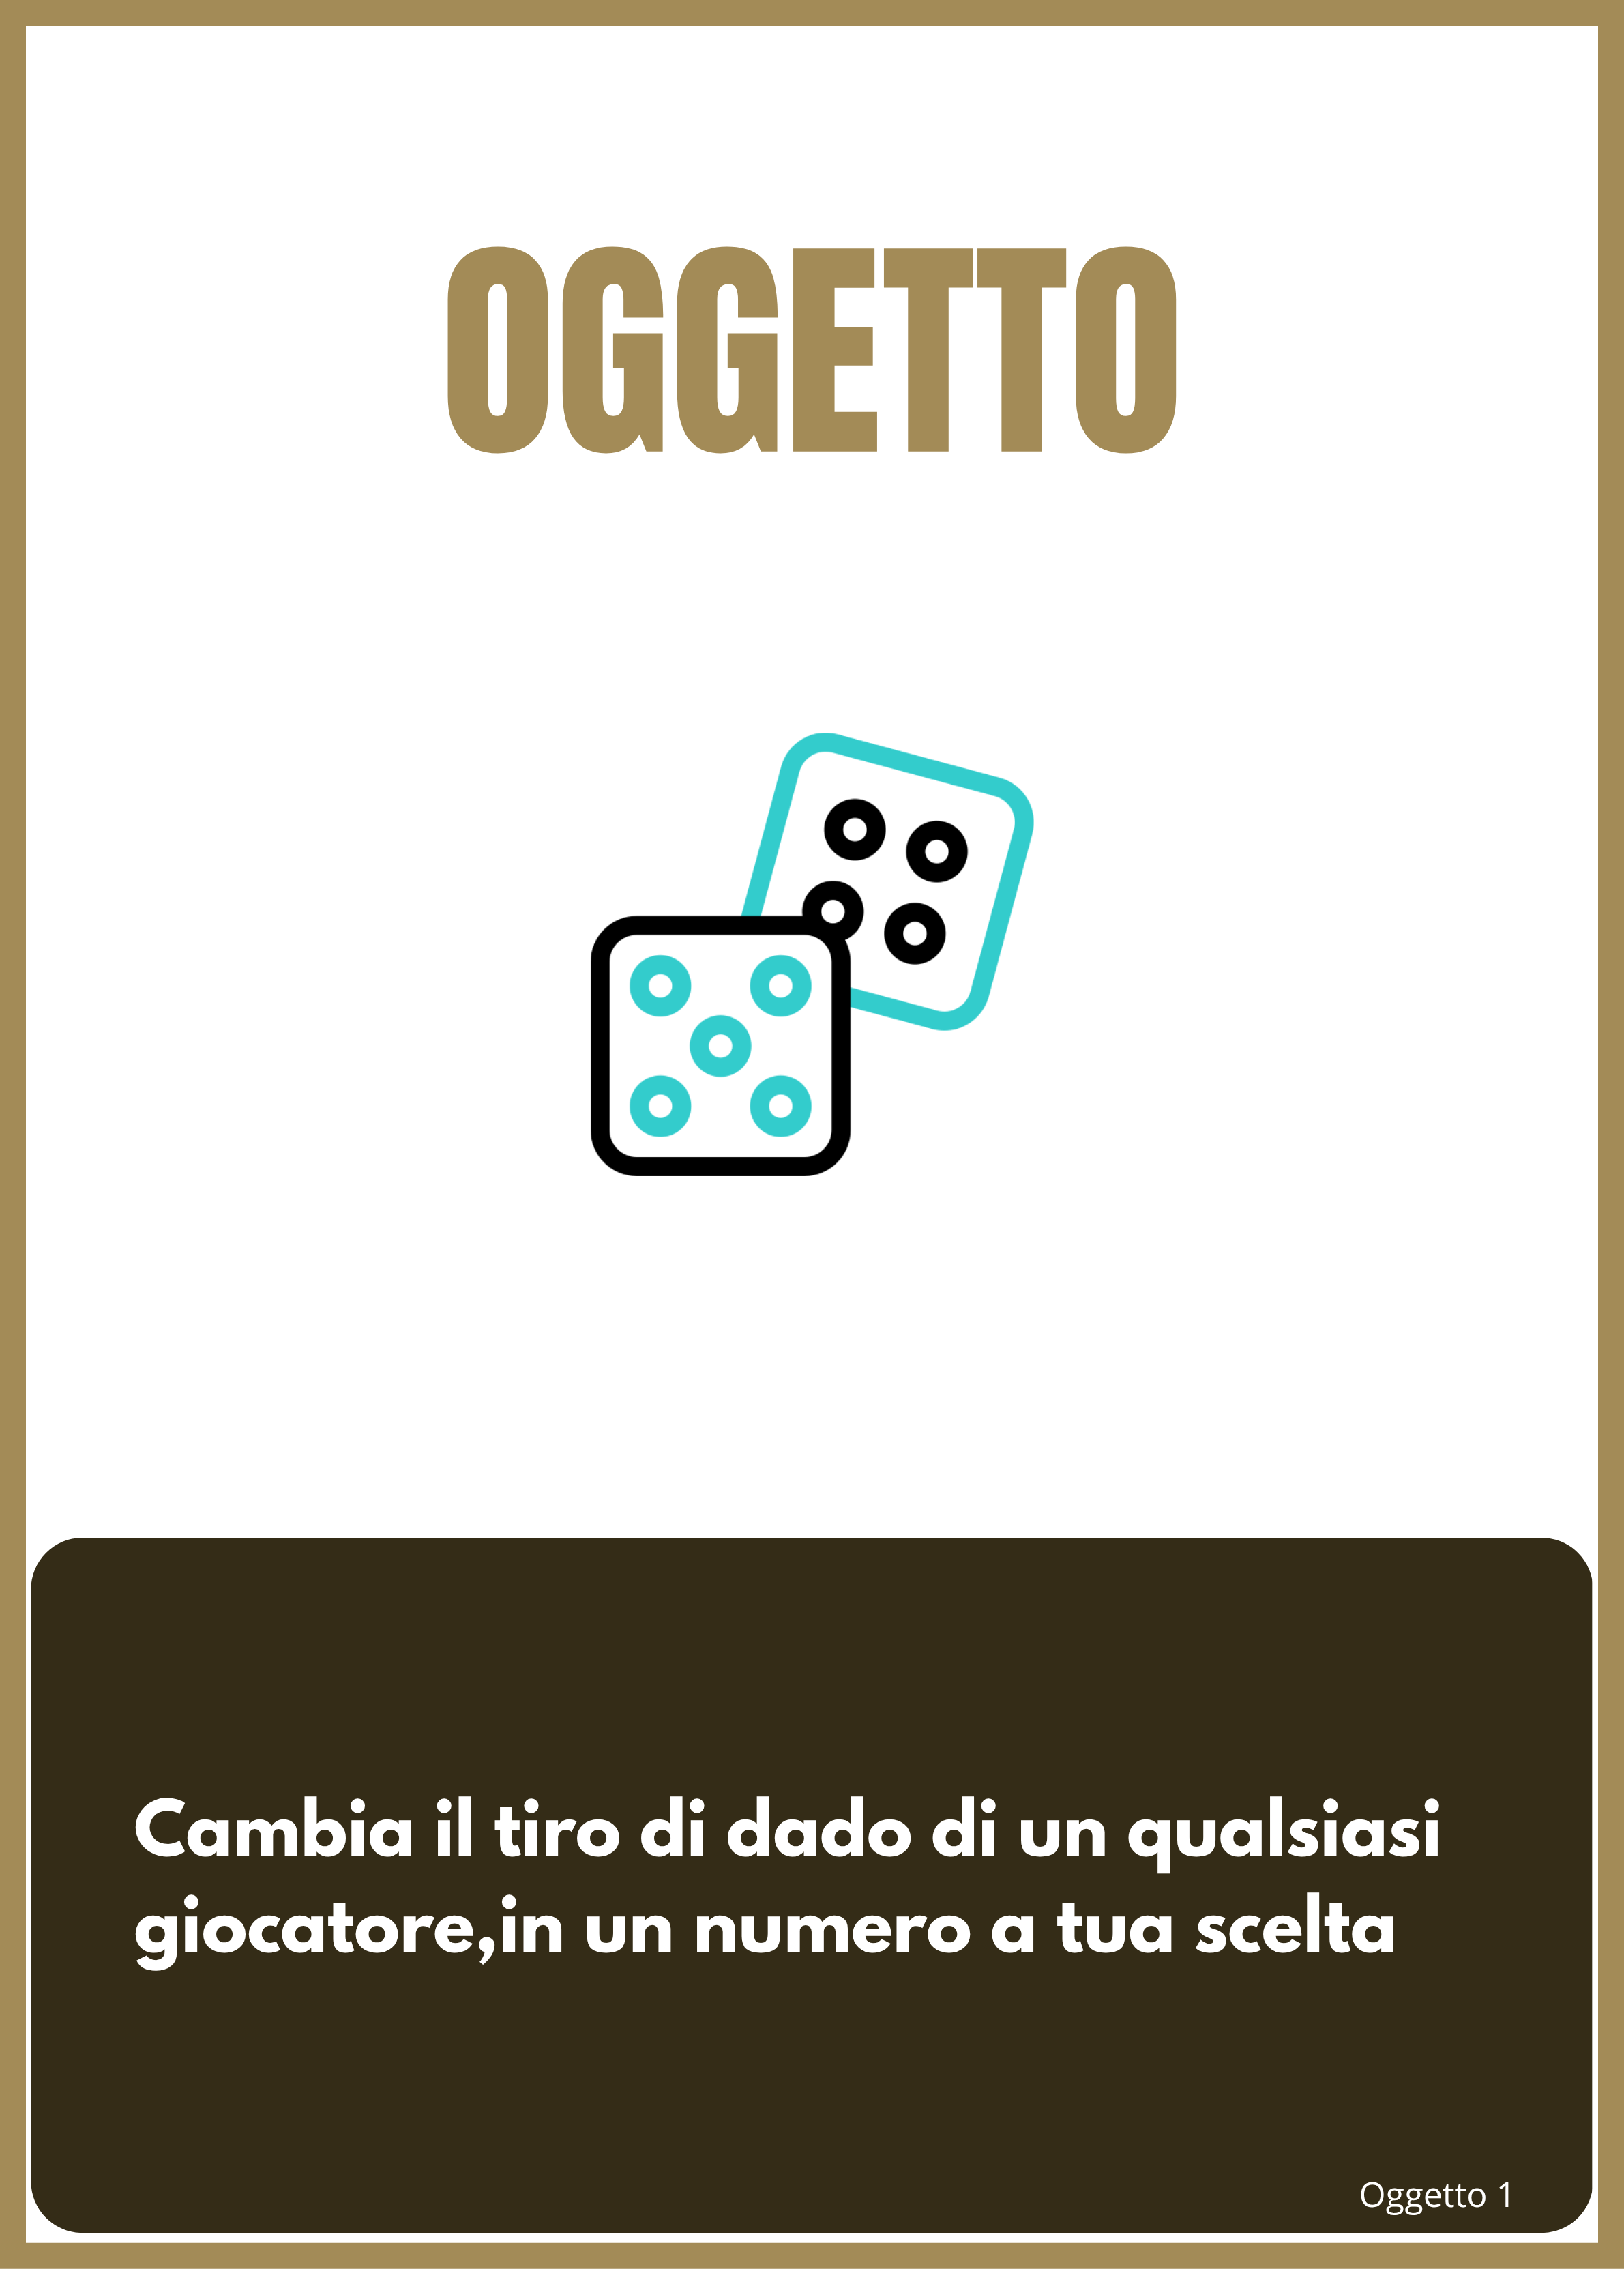 OGGETTO
Cambia il tiro di dado di un qualsiasi
giocatore,in un numero a tua scelta
Oggetto 1